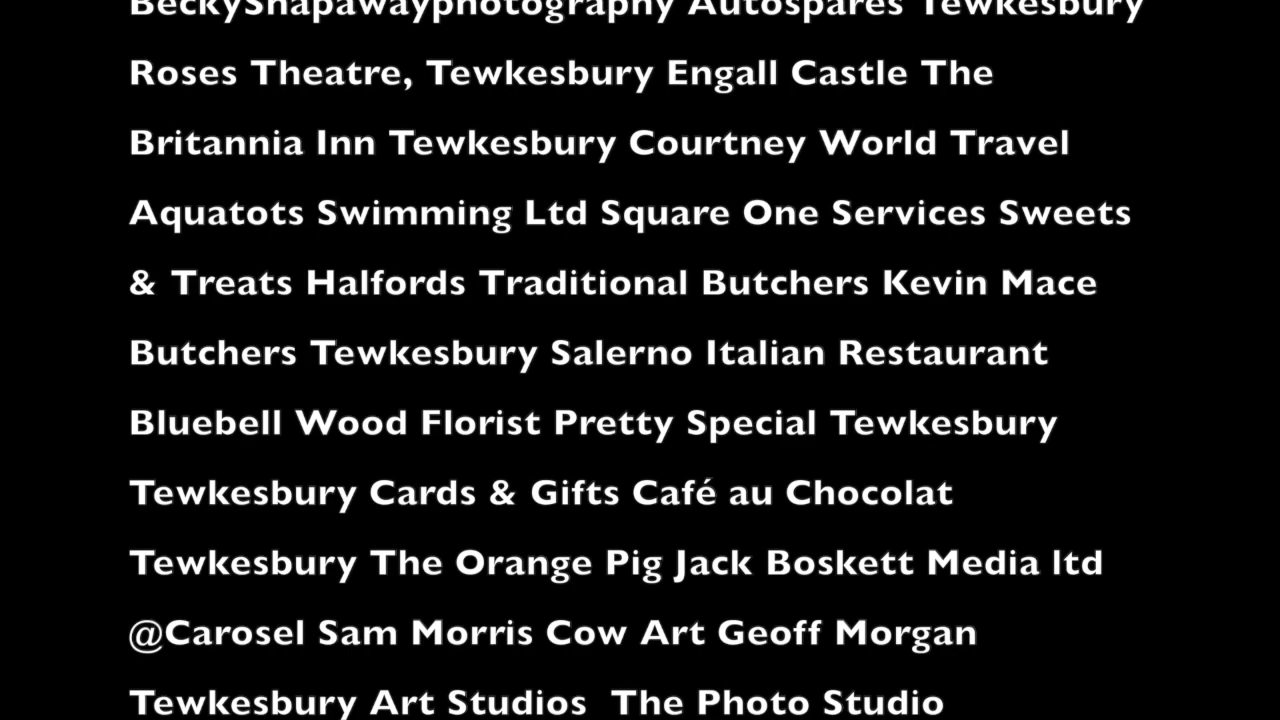 BeckySnapawayphotography Autospares Tewkesbury
Roses Theatre, Tewkesbury Engall Castle The
Britannia Inn Tewkesbury Courtney World Travel
Aquatots Swimming Ltd Square One Services Sweets
& Treats Halfords Traditional Butchers Kevin Mace
Butchers Tewkesbury Salerno Italian Restaurant
Bluebell Wood Florist Pretty Special Tewkesbury
Tewkesbury Cards & Gifts Café au Chocolat
Tewkesbury The Orange Pig Jack Boskett Media ltd
@Carosel Sam Morris Cow Art Geoff Morgan
Tewkesbury Art Studios  The Photo Studio